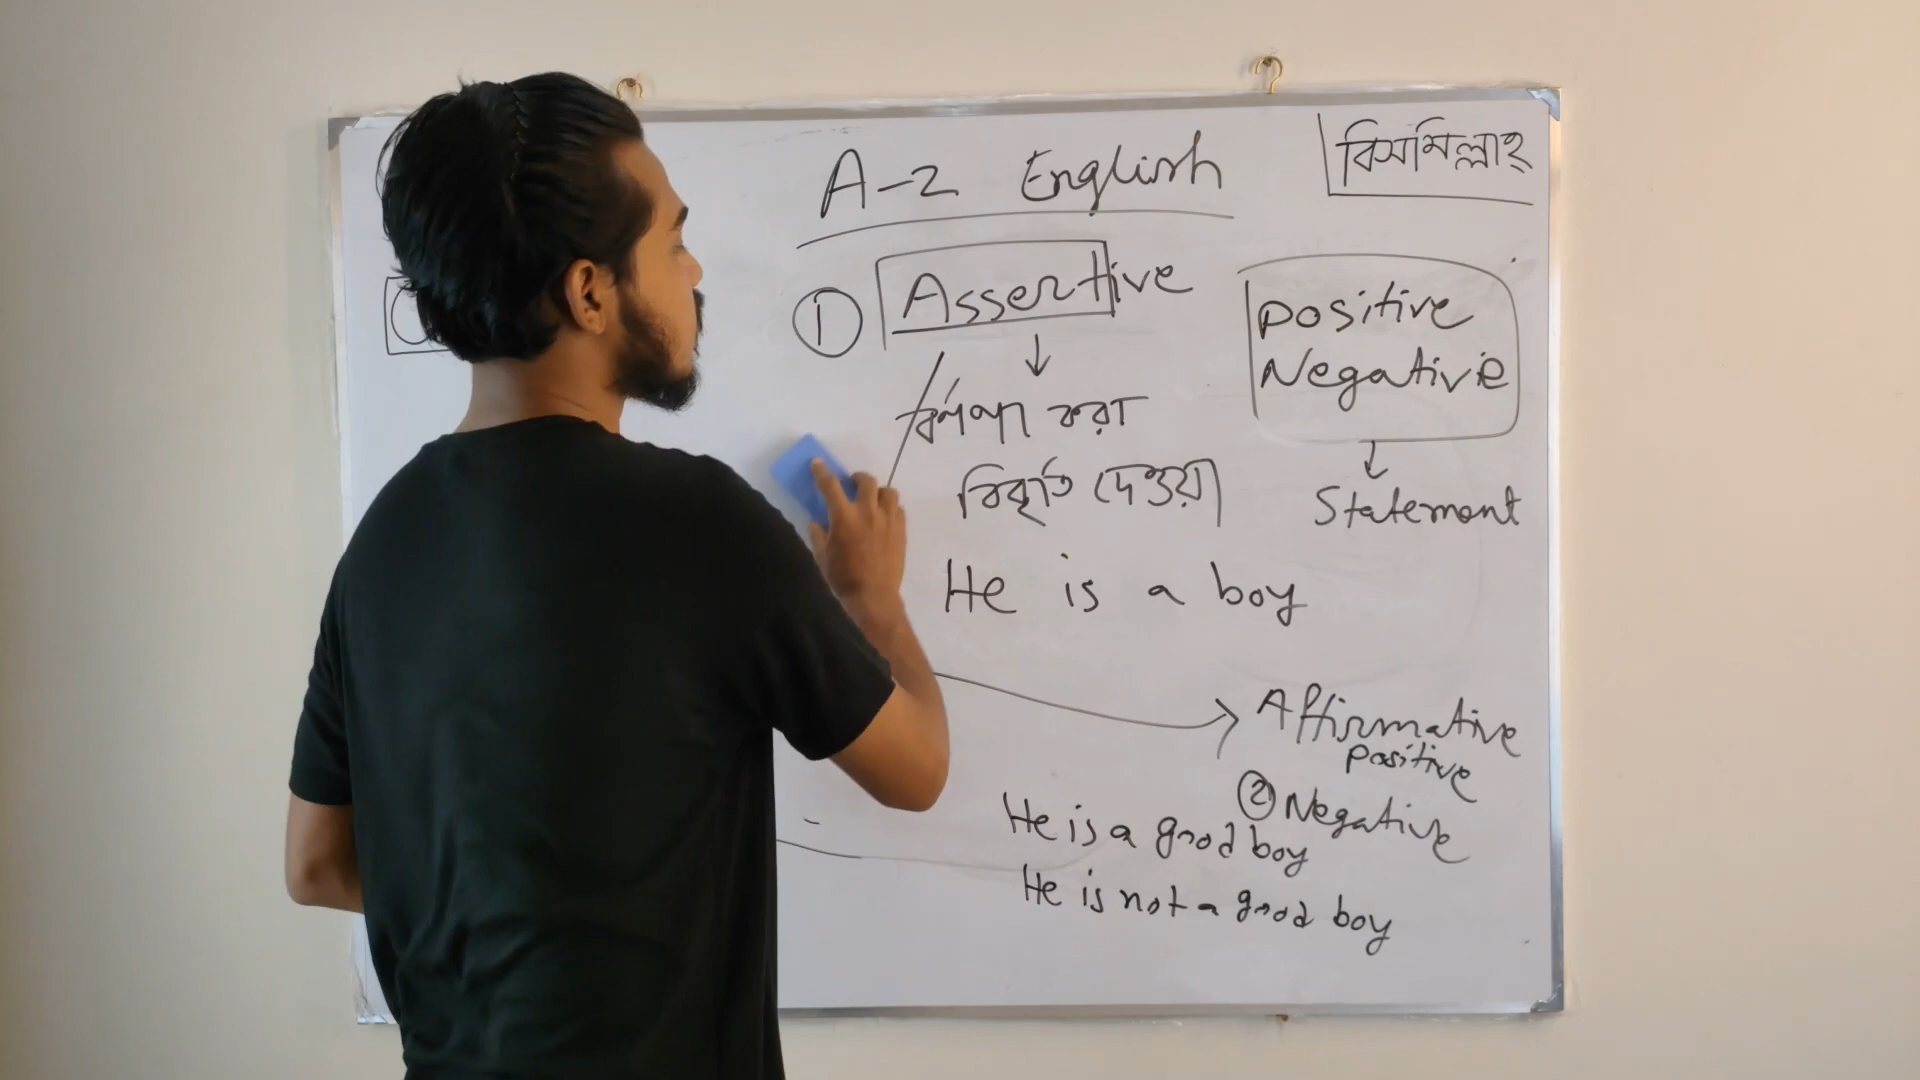 A-Z English
বিসমিল্লাহ্
① Assertive
Positive
Negative
↓
↓
বর্ণণা করা
বিবৃতি দেওয়া
Statement
He is a boy
→ Affirmative
Positive
② Negative
He is a good boy
He is not a good boy